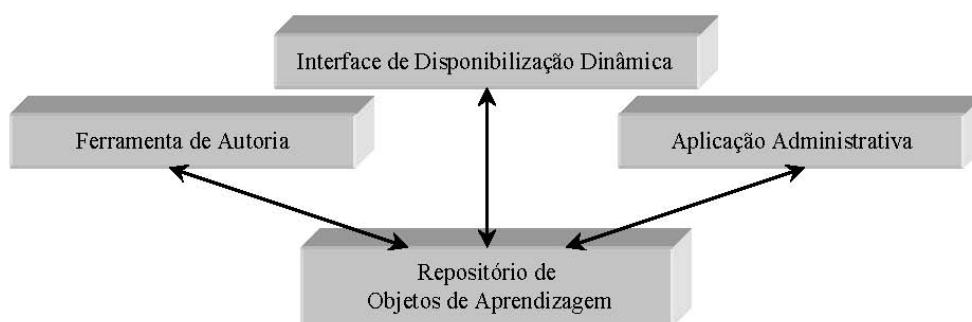 Interface de Disponibilização Dinâmica
Ferramenta de Autoria
Aplicação Administrativa
Repositório de
Objetos de Aprendizagem